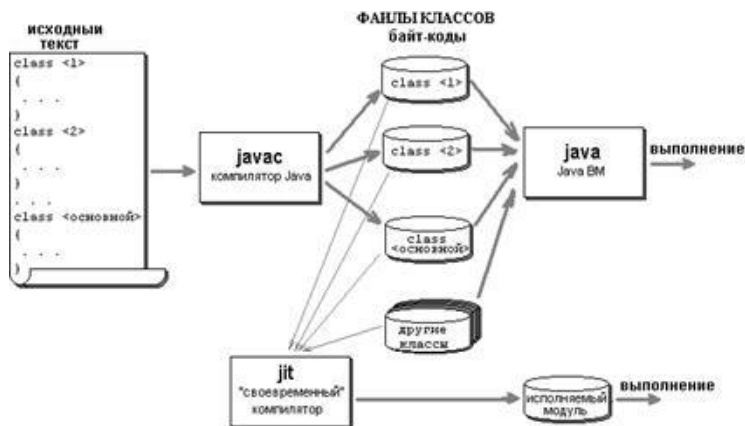 исходный
текст
class <1>
{
. . .
}
class <2>
{
. . .
}
. . .
class <основной>
{
. . .
}
javac
компилятор Java
ФАЙЛЫ КЛАССОВ
байт-коды
class <1>
class <2>
class
<основной>
другие
классы
java
Java ВМ
выполнение
jit
"своевременный"
компилятор
исполняемый
модуль
выполнение